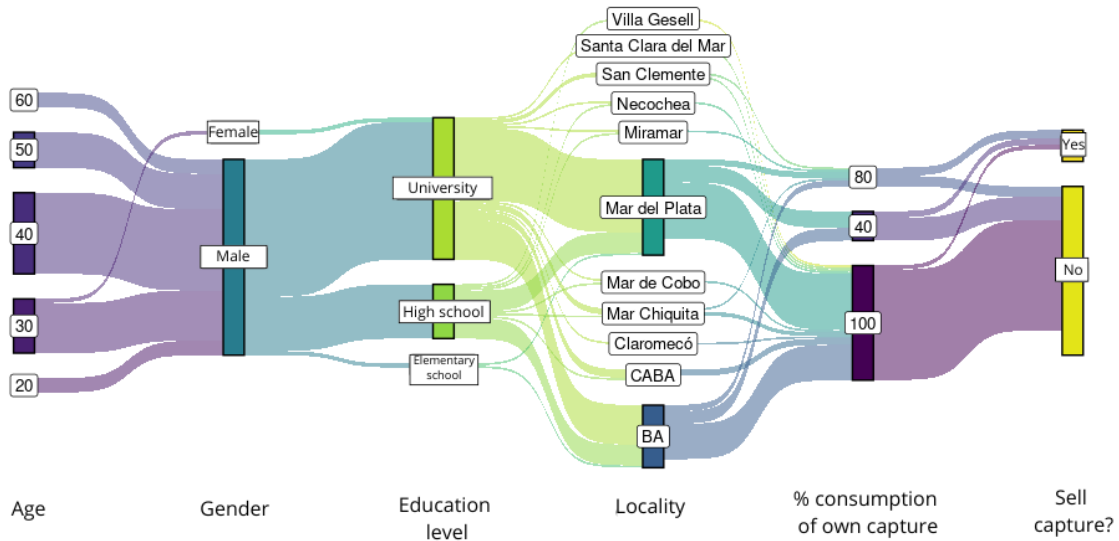 Villa Gesell
Santa Clara del Mar
San Clemente
Necochea
Miramar
60
50
40
30
20
Female
Male
University
High school
Elementary
school
Mar del Plata
Mar de Cobo
Mar Chiquita
Claromecó
CABA
BA
80
40
100
Yes
No
Age
Gender
Education
level
Locality
% consumption
of own capture
Sell
capture?